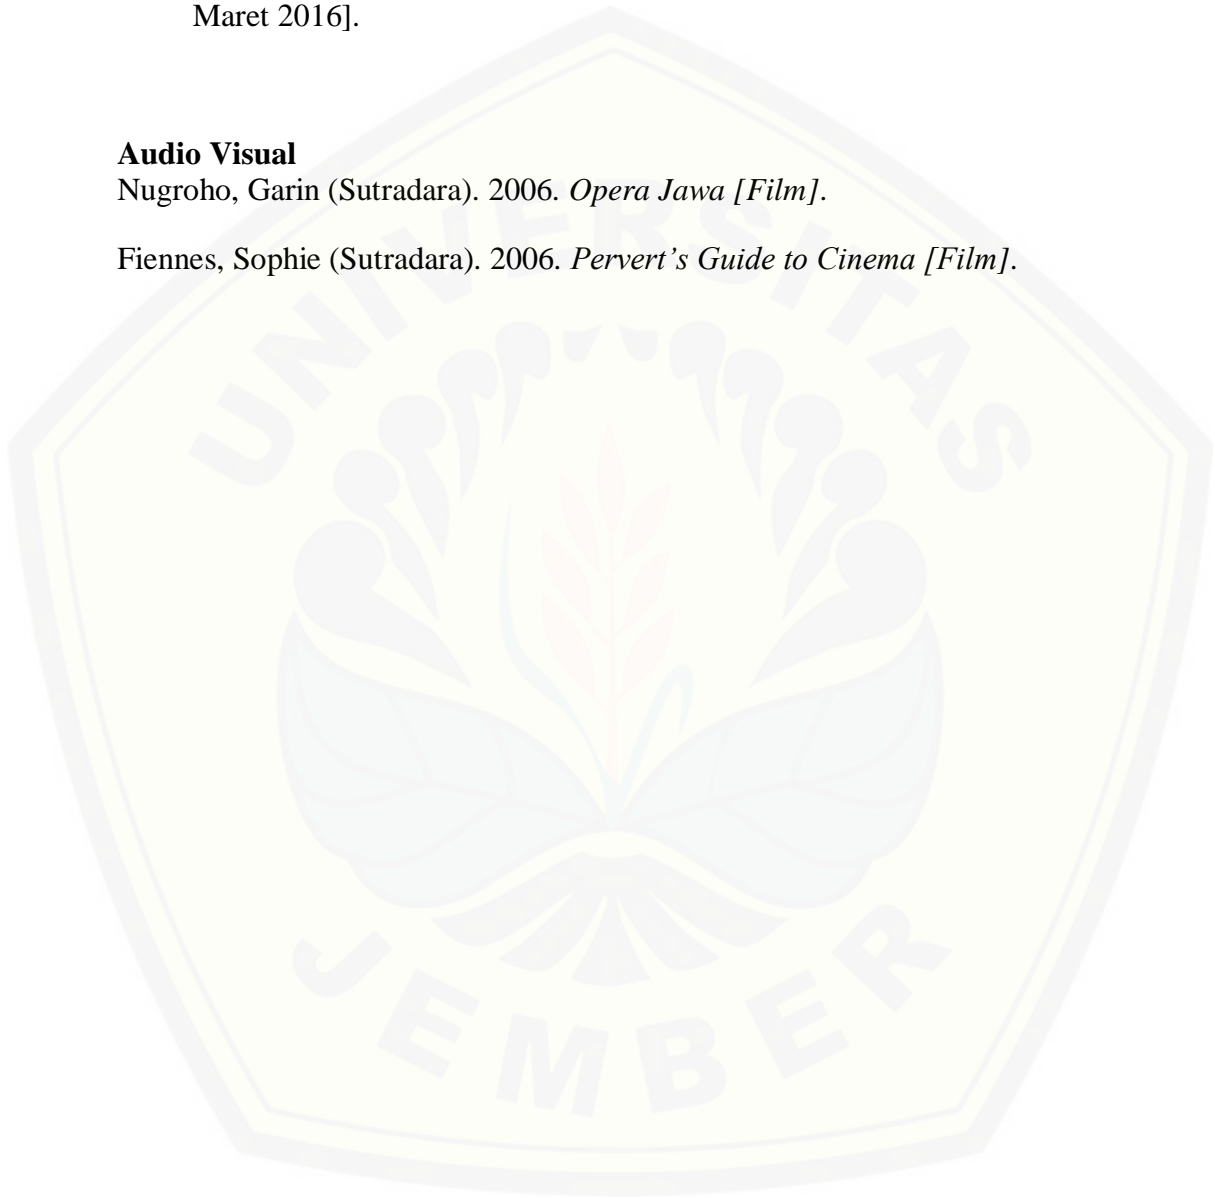 Maret 2016].
Audio Visual
Nugroho, Garin (Sutradara). 2006. Opera Jawa [Film].
Fiennes, Sophie (Sutradara). 2006. Pervert’s Guide to Cinema [Film].
UNIVERSITAS
JEMBER